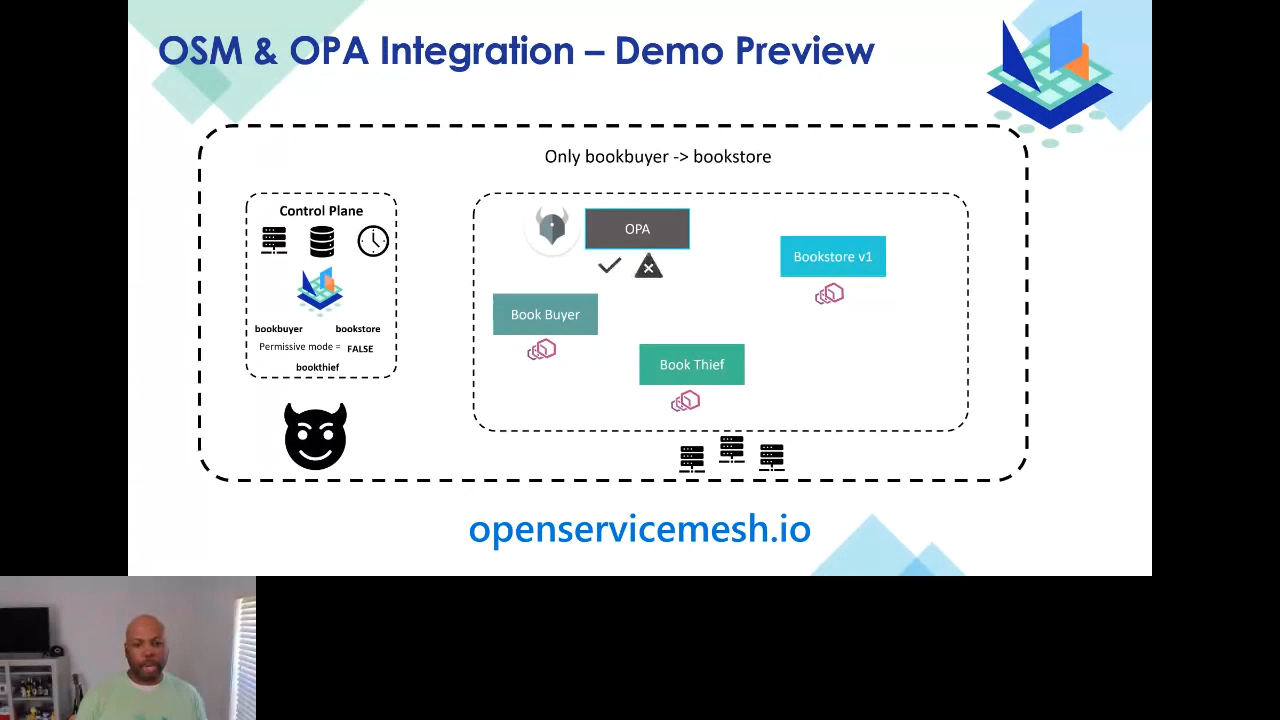 OSM & OPA Integration – Demo Preview
Only bookbuyer -> bookstore
Control Plane
bookbuyer bookstore
Permissive mode = FALSE
bookthief
OPA
Bookstore v1
Book Buyer
Book Thief
openservicemesh.io